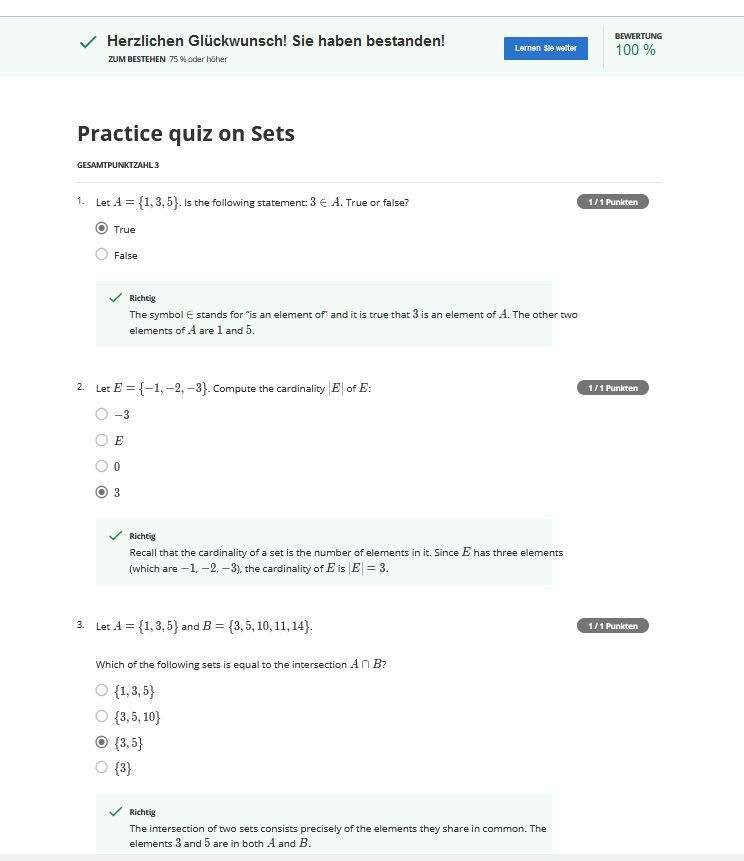 Herzlichen Glückwunsch! Sie haben bestanden!
ZUM BESTEHEN 75 % oder höher
Lernen Sie weiter
BEWERTUNG
100 %
Practice quiz on Sets
GESAMTPUNKTZAHL 3
1. Let A = {1, 3, 5}. Is the following statement: 3 ∈ A. True or false?
1 / 1 Punkten
True
False
Richtig
The symbol ∈ stands for "is an element of" and it is true that 3 is an element of A. The other two
elements of A are 1 and 5.
2. Let E = {−1, −2, −3}. Compute the cardinality |E| of E:
1 / 1 Punkten
−3
E
0
3
Richtig
Recall that the cardinality of a set is the number of elements in it. Since E has three elements
(which are −1, −2, −3), the cardinality of E is |E| = 3.
3. Let A = {1, 3, 5} and B = {3, 5, 10, 11, 14}.
1 / 1 Punkten
Which of the following sets is equal to the intersection A ∩ B?
{1, 3, 5}
{3, 5, 10}
{3, 5}
{3}
Richtig
The intersection of two sets consists precisely of the elements they share in common. The
elements 3 and 5 are in both A and B.